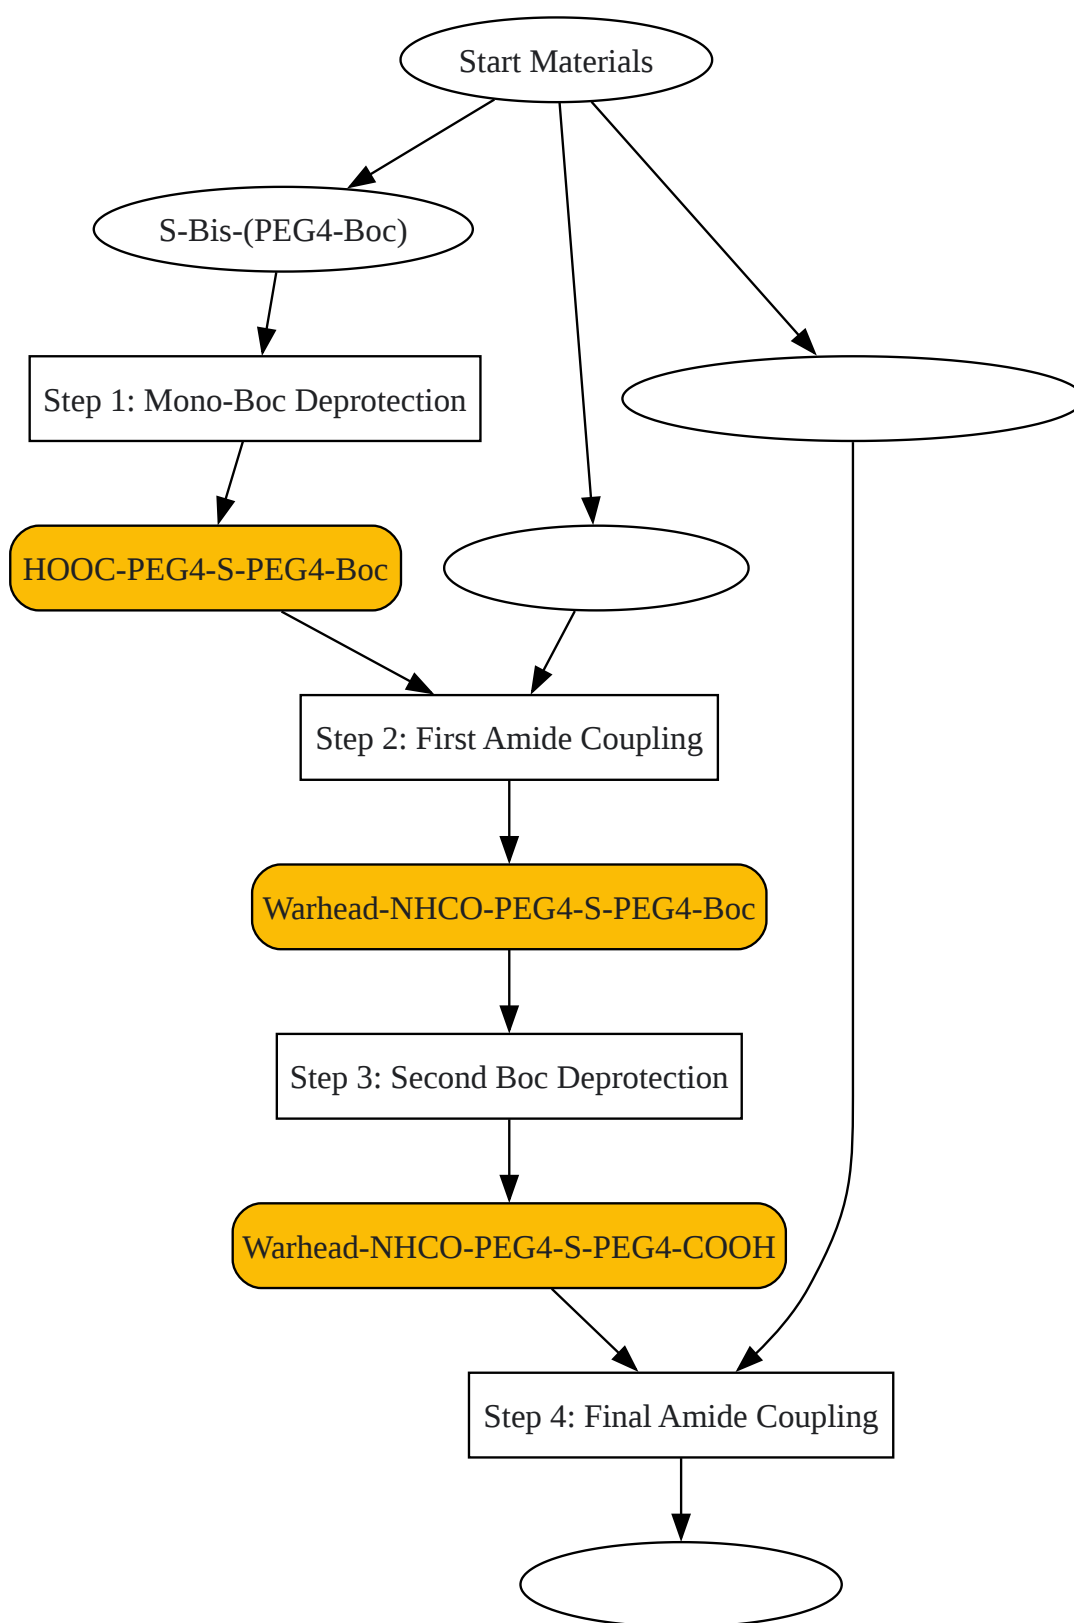 Start Materials
S-Bis-(PEG4-Boc)
Step 1: Mono-Boc Deprotection
HOOC-PEG4-S-PEG4-Boc
Step 2: First Amide Coupling
Warhead-NHCO-PEG4-S-PEG4-Boc
Step 3: Second Boc Deprotection
Warhead-NHCO-PEG4-S-PEG4-COOH
Step 4: Final Amide Coupling